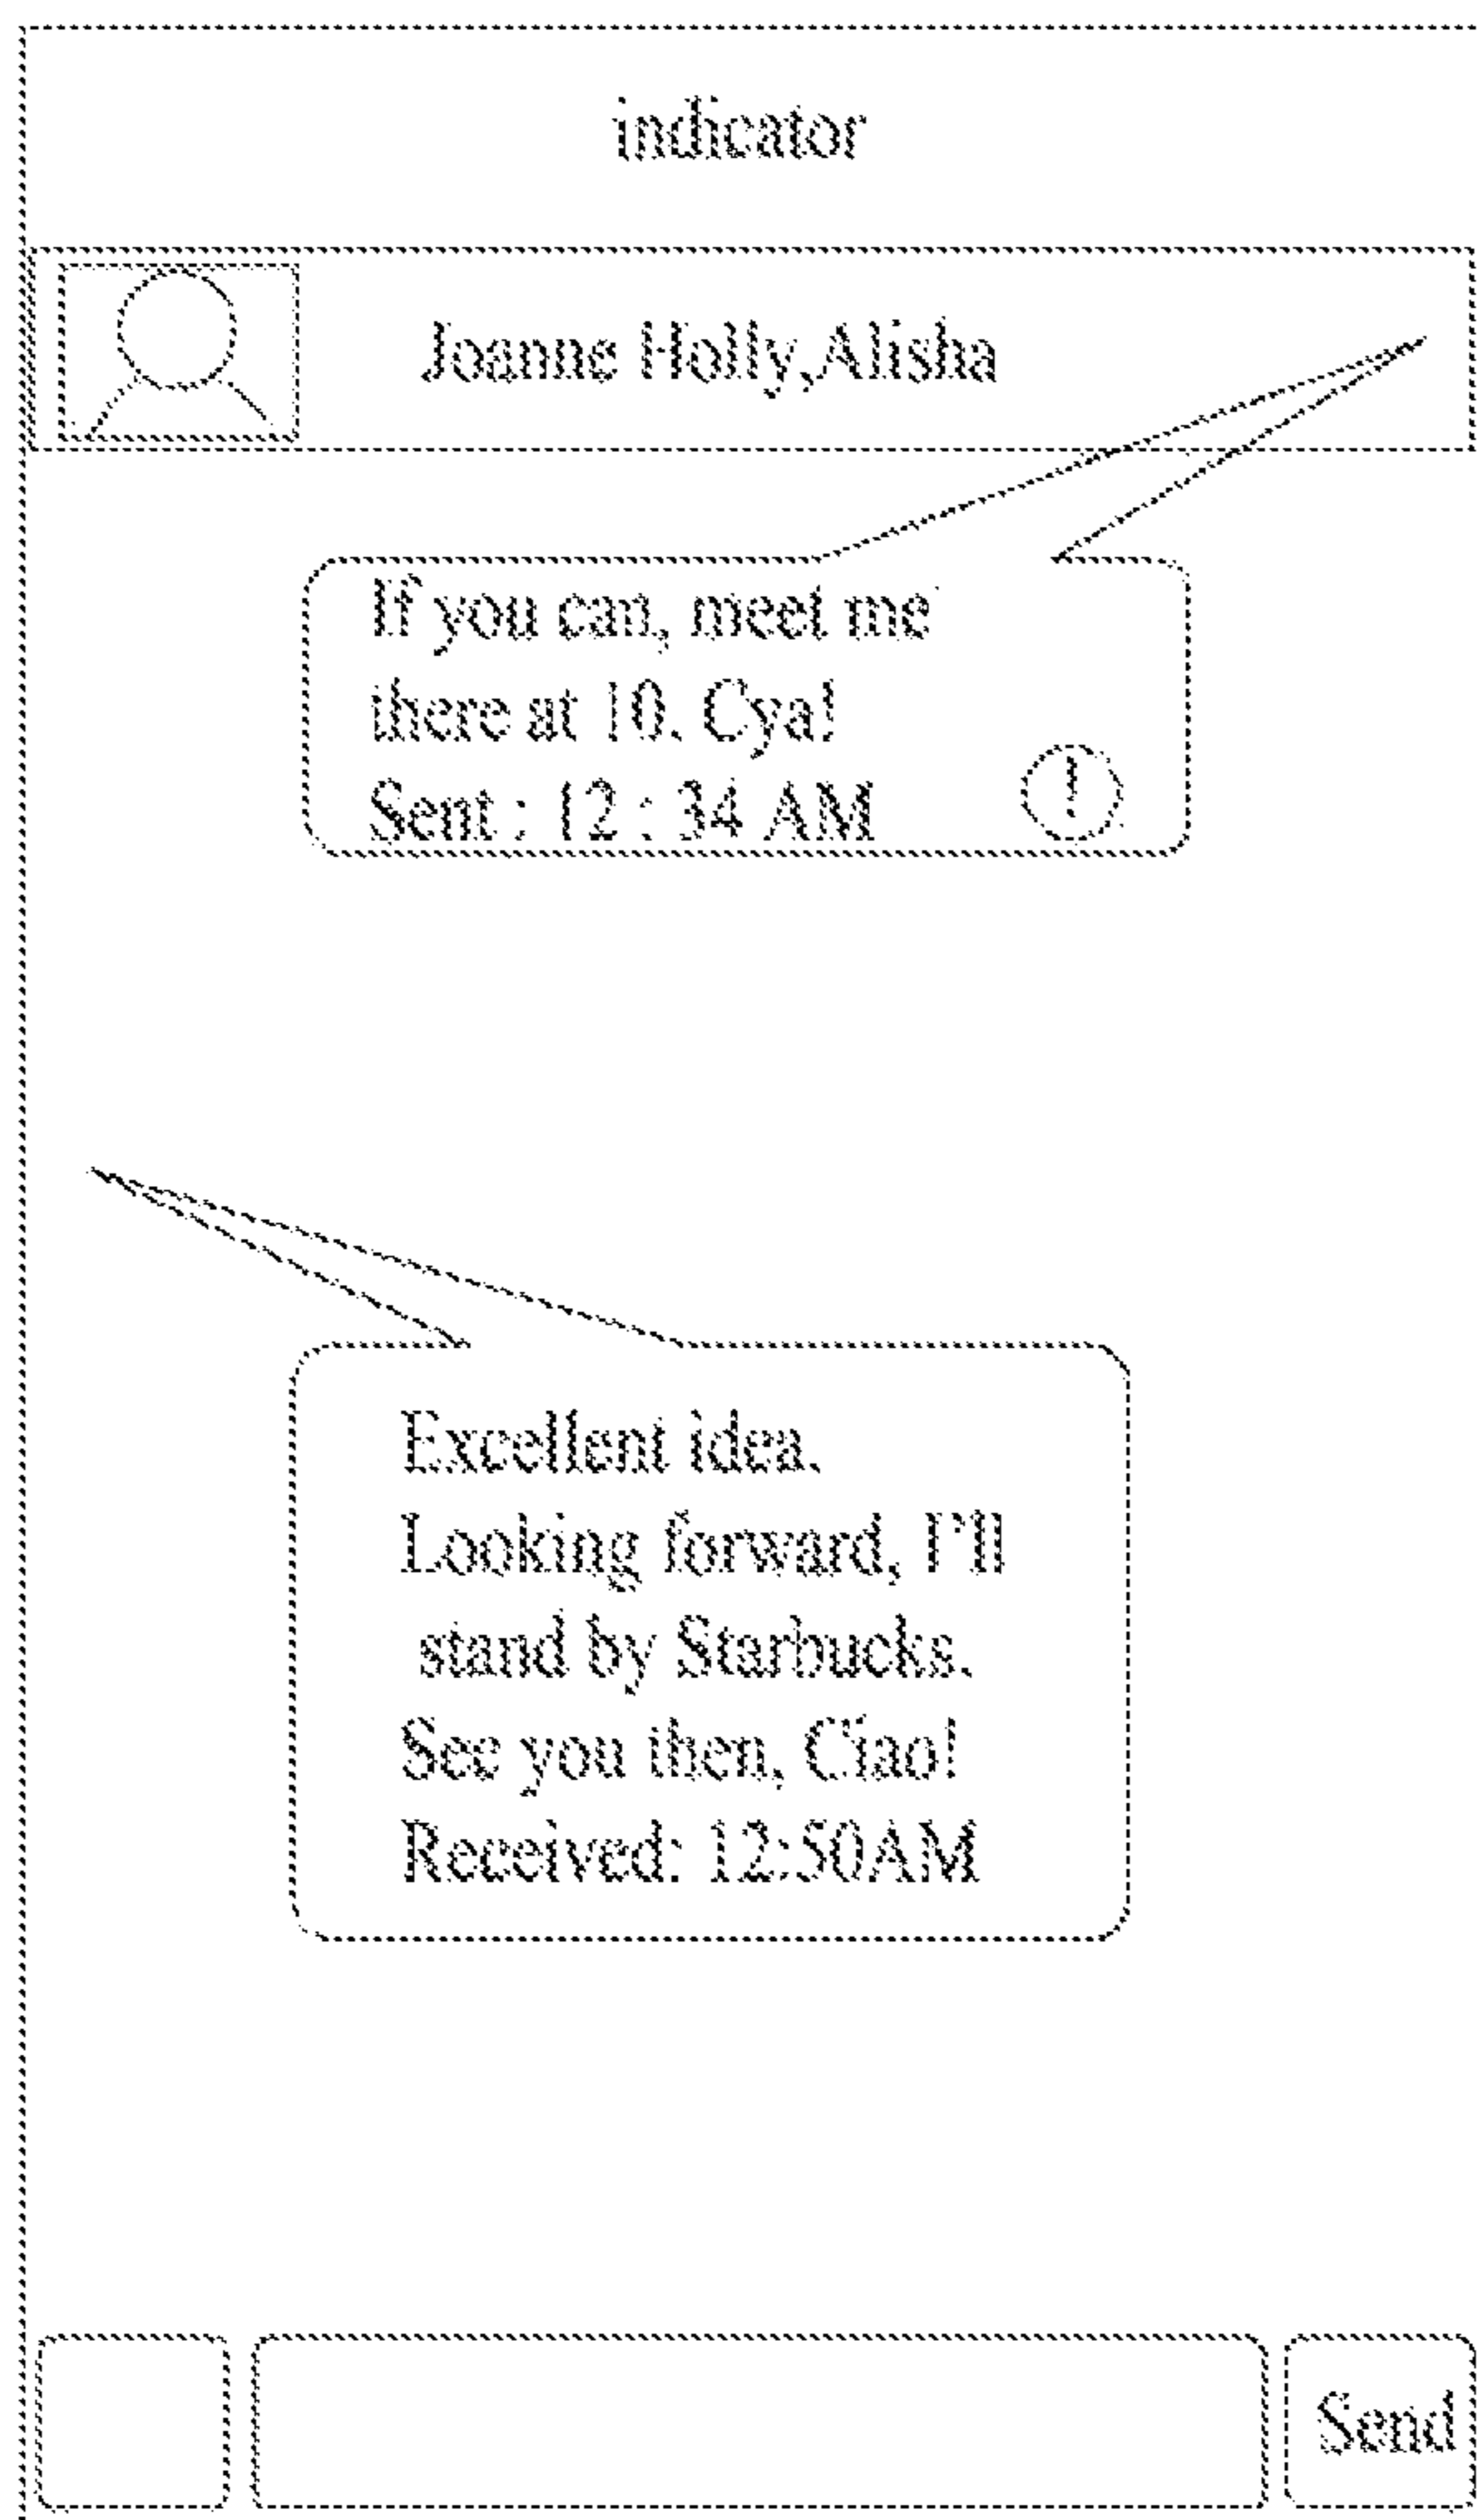 indicator
Joanne Holly,Alisha
If you can, meet me
there at 10. Cya!
Sent : 12 : 34 AM
!
Excellent idea.
Looking forward, I'll
stand by Starbucks.
See you then, Ciao!
Received: 12:50AM
Send